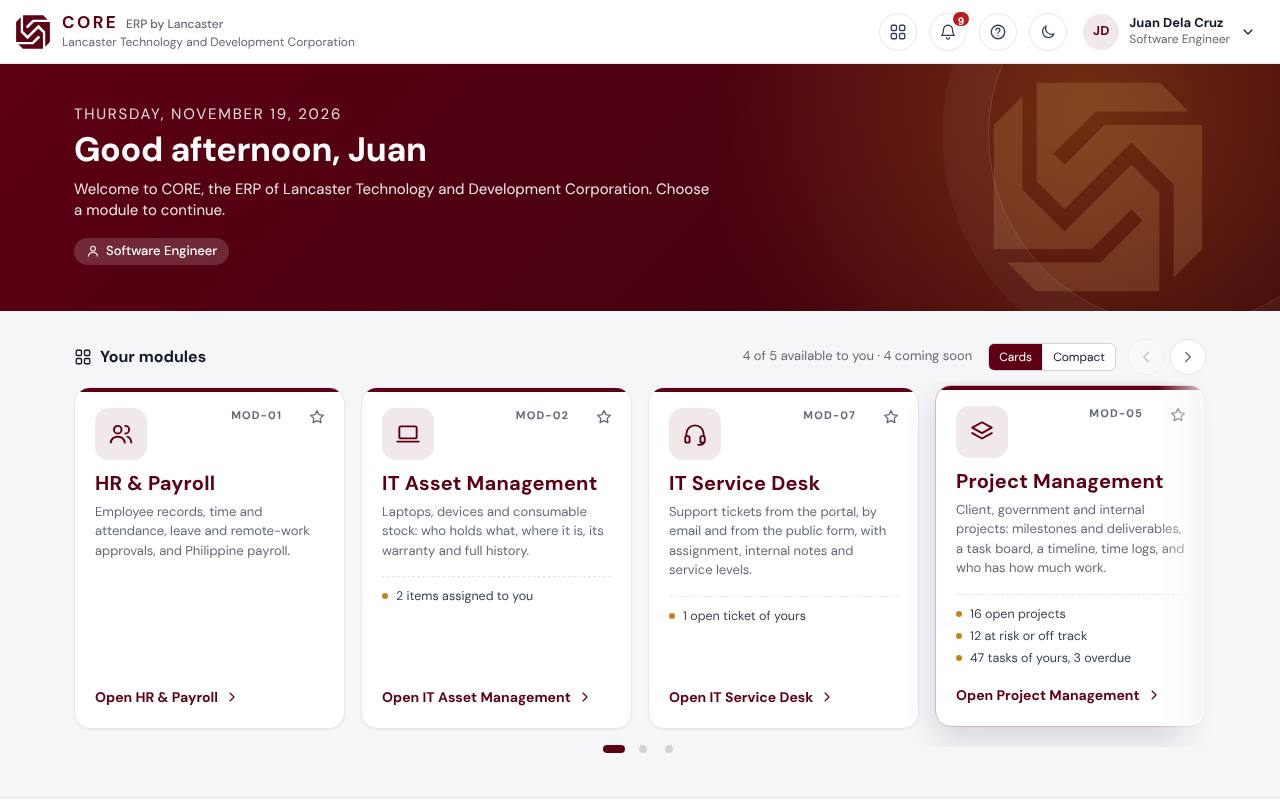 CORE ERP by Lancaster
Lancaster Technology and Development Corporation
9
JD
Juan Dela Cruz
Software Engineer
THURSDAY, NOVEMBER 19, 2026
Good afternoon, Juan
Welcome to CORE, the ERP of Lancaster Technology and Development Corporation. Choose
a module to continue.
Software Engineer
Your modules
4 of 5 available to you · 4 coming soon
Cards
Compact
MOD-01
HR & Payroll
Employee records, time and
attendance, leave and remote-work
approvals, and Philippine payroll.
Open HR & Payroll
MOD-02
IT Asset Management
Laptops, devices and consumable
stock: who holds what, where it is, its
warranty and full history.
2 items assigned to you
Open IT Asset Management
MOD-07
IT Service Desk
Support tickets from the portal, by
email and from the public form, with
assignment, internal notes and
service levels.
1 open ticket of yours
Open IT Service Desk
MOD-05
Project Management
Client, government and internal
projects: milestones and deliverables,
a task board, a timeline, time logs, and
who has how much work.
16 open projects
12 at risk or off track
47 tasks of yours, 3 overdue
Open Project Management